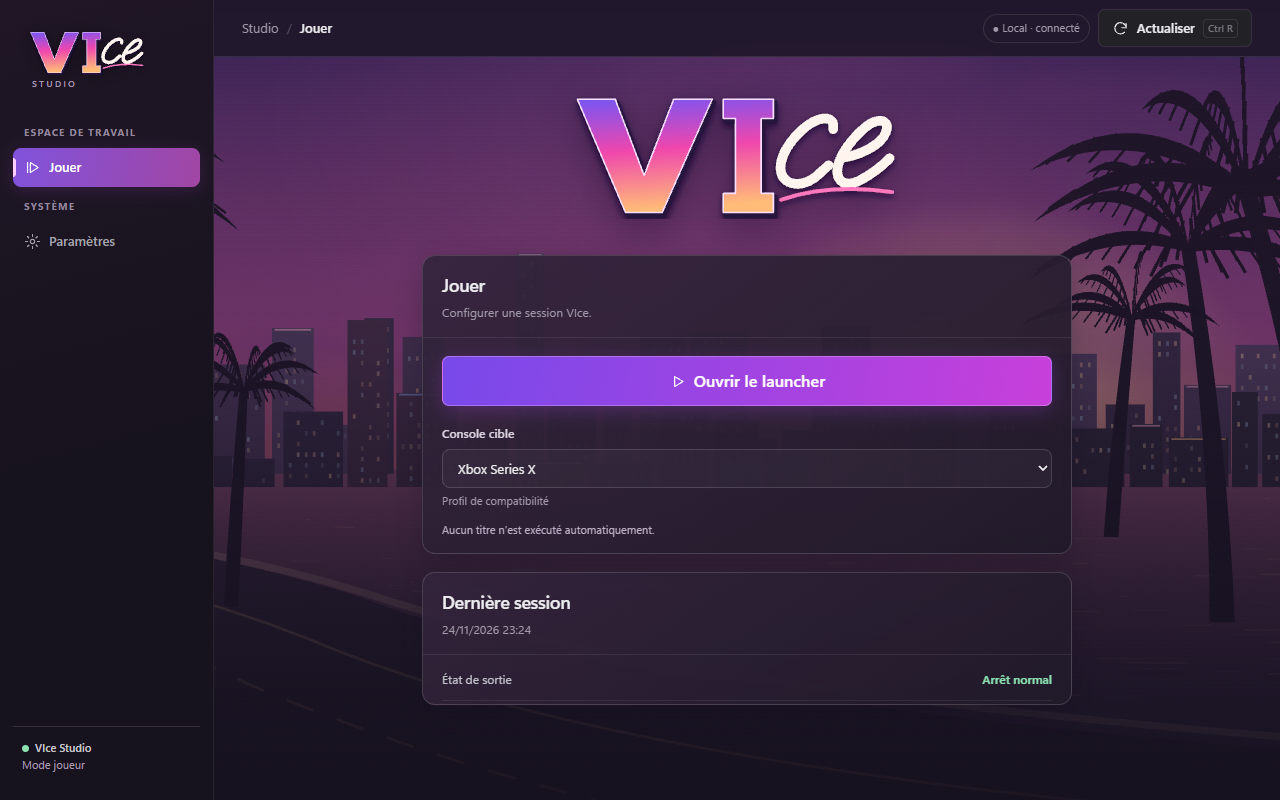 VIce
STUDIO
ESPACE DE TRAVAIL
Jouer
SYSTÈME
Paramètres
VIce Studio
Mode joueur
Studio / Jouer
Local · connecté
Actualiser Ctrl R
VIce
Jouer
Configurer une session VIce.
Ouvrir le launcher
Console cible
Xbox Series X
Profil de compatibilité
Aucun titre n'est exécuté automatiquement.
Dernière session
24/11/2026 23:24
État de sortie Arrêt normal